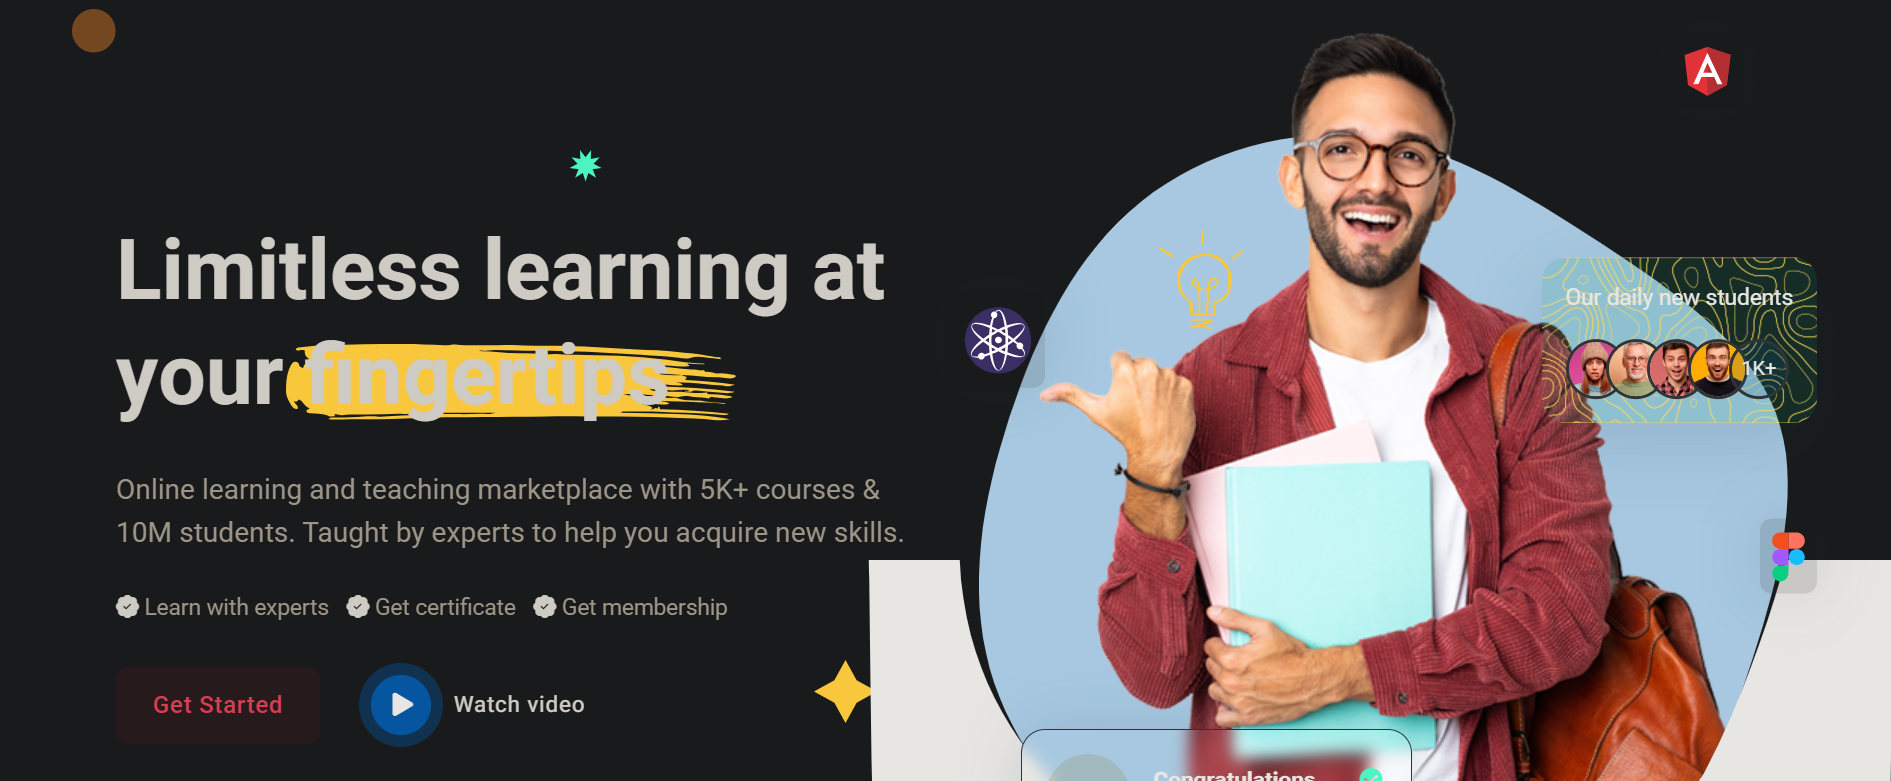 Limitless learning at
your fingertips
Online learning and teaching marketplace with 5K+ courses &
10M students. Taught by experts to help you acquire new skills.
Learn with experts Get certificate Get membership
Get Started Watch video
Our daily new students
1K+
Congratulations